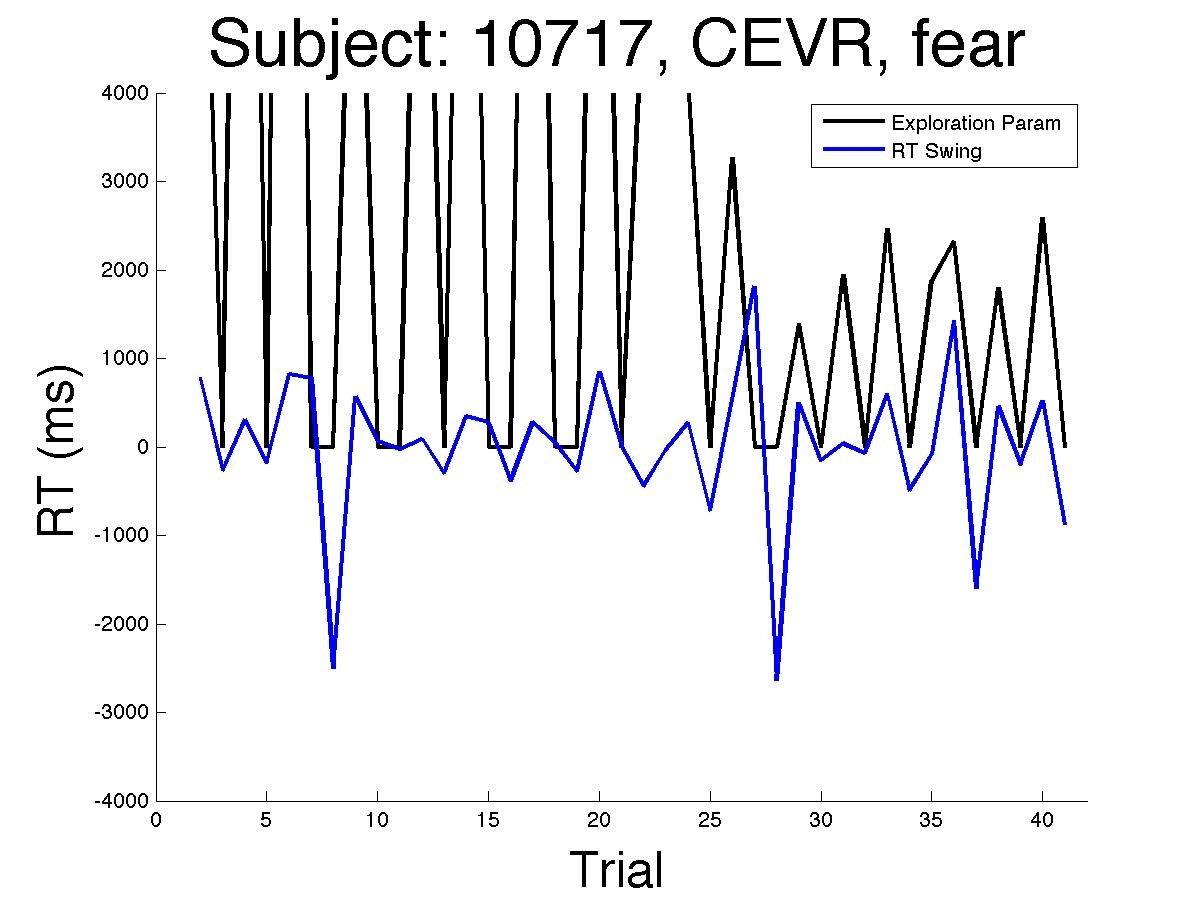 Subject: 10717, CEVR, fear
Exploration Param
RT Swing
RT (ms)
4000
3000
2000
1000
0
-1000
-2000
-3000
-4000
0 5 10 15 20 25 30 35 40
Trial